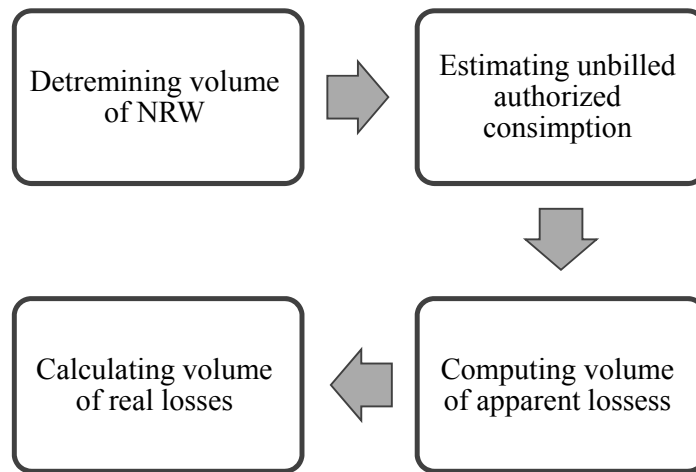 Detremining volume
of NRW
Estimating unbilled
authorized
consimption
Computing volume
of apparent lossess
Calculating volume
of real losses